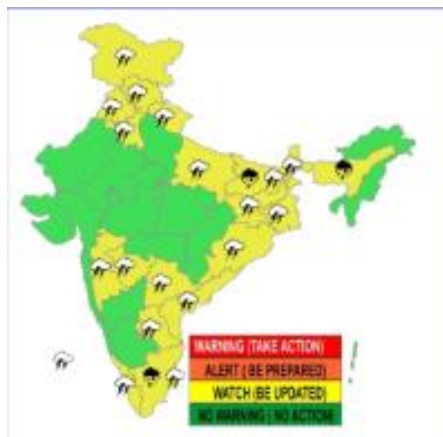 WARNING (TAKE ACTION)
ALERT ( BE PREPARED)
WATCH (BE UPDATED)
NO WARNING ( NO ACTION)